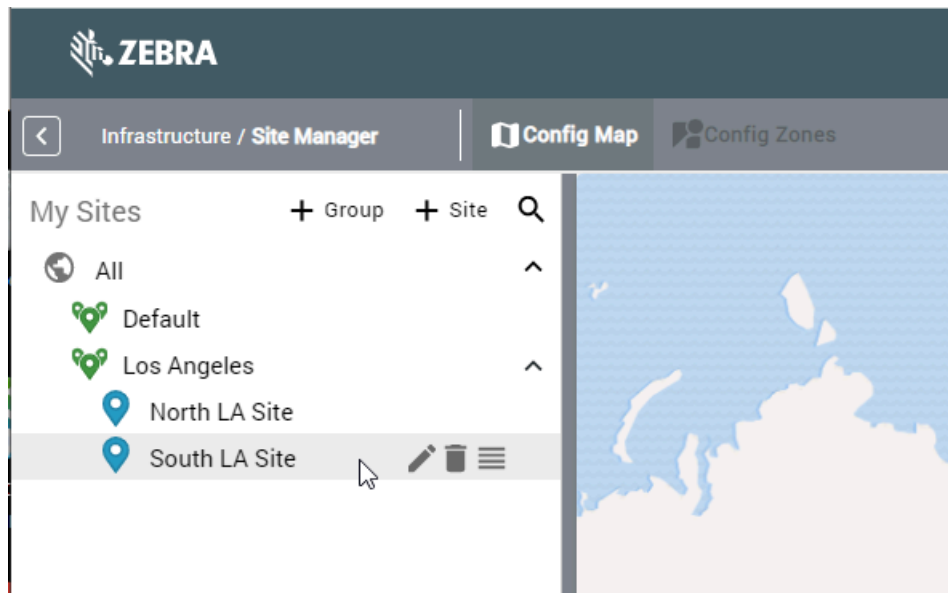 ZEBRA
Infrastructure / Site Manager
Config Map
Config Zones
My Sites
Group
Site
All
Default
Los Angeles
North LA Site
South LA Site